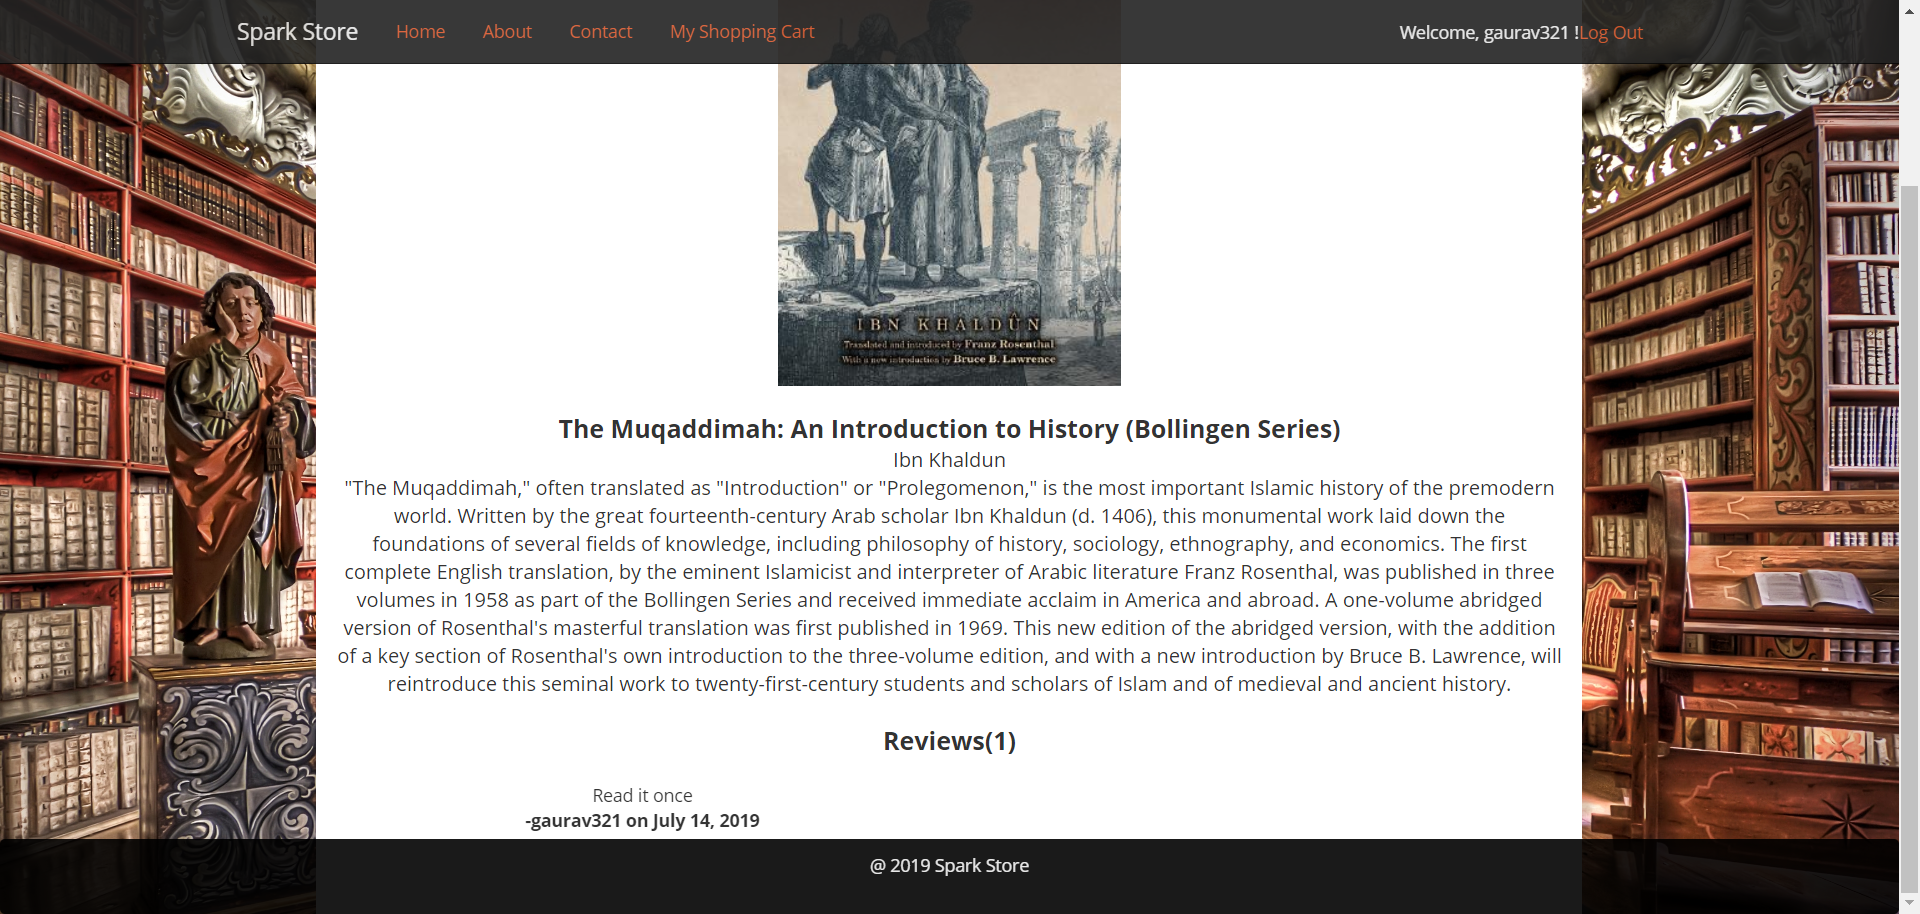 Spark Store Home About Contact My Shopping Cart Welcome, gaurav321 !Log Out
IBN KHALDÛN
Translated and introduced by Franz Rosenthal
With a new introduction by Bruce B. Lawrence
The Muqaddimah: An Introduction to History (Bollingen Series)
Ibn Khaldun
"The Muqaddimah," often translated as "Introduction" or "Prolegomenon," is the most important Islamic history of the premodern
world. Written by the great fourteenth-century Arab scholar Ibn Khaldun (d. 1406), this monumental work laid down the
foundations of several fields of knowledge, including philosophy of history, sociology, ethnography, and economics. The first
complete English translation, by the eminent Islamicist and interpreter of Arabic literature Franz Rosenthal, was published in three
volumes in 1958 as part of the Bollingen Series and received immediate acclaim in America and abroad. A one-volume abridged
version of Rosenthal's masterful translation was first published in 1969. This new edition of the abridged version, with the addition
of a key section of Rosenthal's own introduction to the three-volume edition, and with a new introduction by Bruce B. Lawrence, will
reintroduce this seminal work to twenty-first-century students and scholars of Islam and of medieval and ancient history.
Reviews(1)
Read it once
-gaurav321 on July 14, 2019
@ 2019 Spark Store